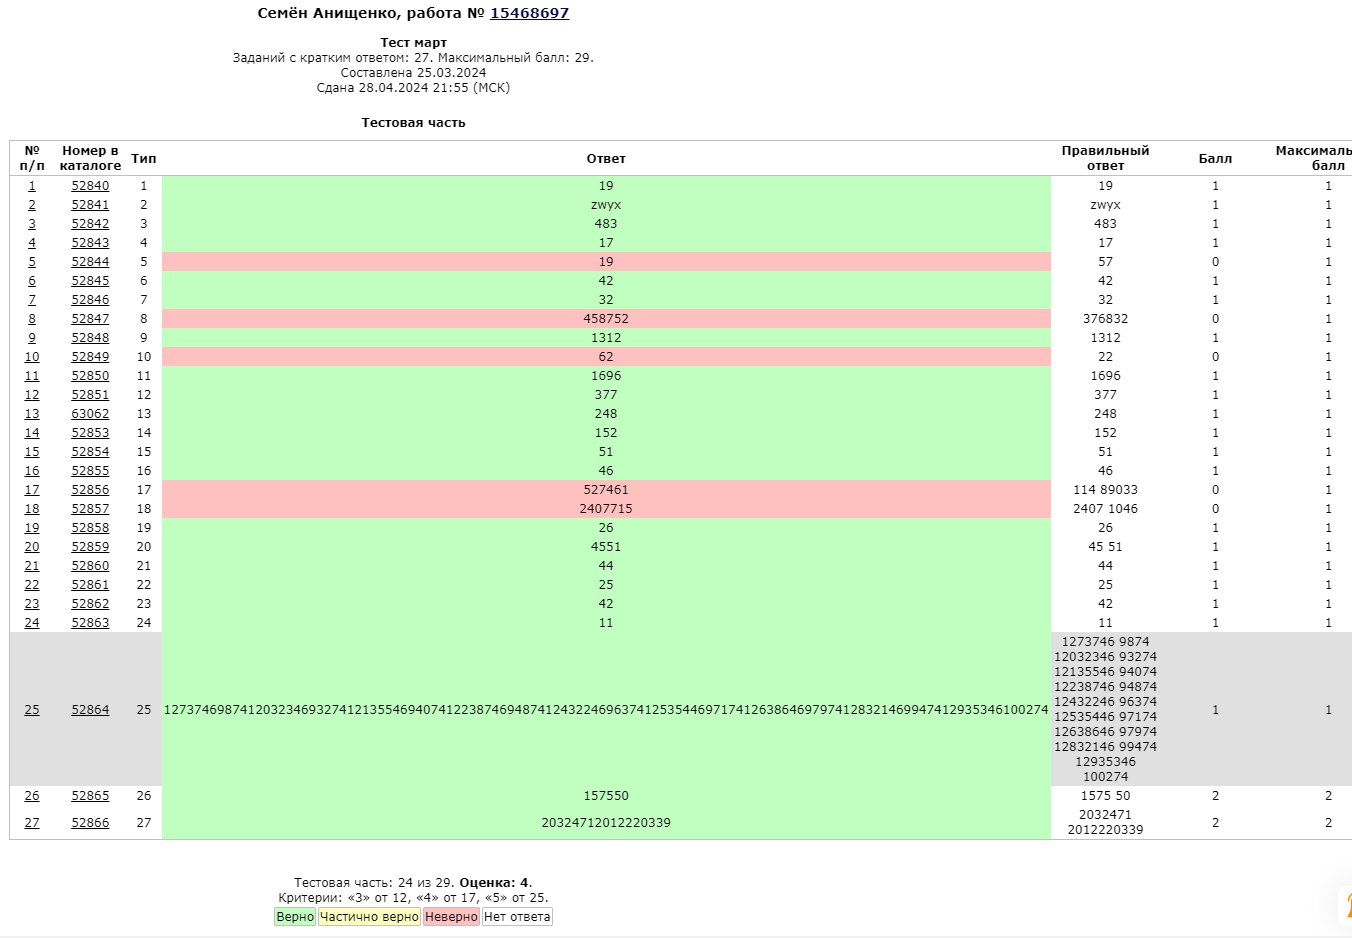 Семён Анищенко, работа № 15468697
Тест март
Заданий с кратким ответом: 27. Максимальный балл: 29.
Составлена 25.03.2024
Сдана 28.04.2024 21:55 (МСК)
Тестовая часть
№ п/п Номер в каталоге Тип Ответ Правильный ответ Балл Максималь балл
1 52840 1 19 19 1 1
2 52841 2 zwyx zwyx 1 1
3 52842 3 483 483 1 1
4 52843 4 17 17 1 1
5 52844 5 19 57 0 1
6 52845 6 42 42 1 1
7 52846 7 32 32 1 1
8 52847 8 458752 376832 0 1
9 52848 9 1312 1312 1 1
10 52849 10 62 22 0 1
11 52850 11 1696 1696 1 1
12 52851 12 377 377 1 1
13 63062 13 248 248 1 1
14 52853 14 152 152 1 1
15 52854 15 51 51 1 1
16 52855 16 46 46 1 1
17 52856 17 527461 114 89033 0 1
18 52857 18 2407715 2407 1046 0 1
19 52858 19 26 26 1 1
20 52859 20 4551 45 51 1 1
21 52860 21 44 44 1 1
22 52861 22 25 25 1 1
23 52862 23 42 42 1 1
24 52863 24 11 11 1 1
25 52864 25 12737469874120323469327412135546940741223874694874124322469637412535446971741263864697974128321469947412935346100274
1273746 9874
12032346 93274
12135546 94074
12238746 94874
12432246 96374
12535446 97174
12638646 97974
12832146 99474
12935346
100274
1 1
26 52865 26 157550 1575 50 2 2
27 52866 27 20324712012220339 2032471 2012220339 2 2
Тестовая часть: 24 из 29. Оценка: 4.
Критерии: «3» от 12, «4» от 17, «5» от 25.
Верно Частично верно Неверно Нет ответа